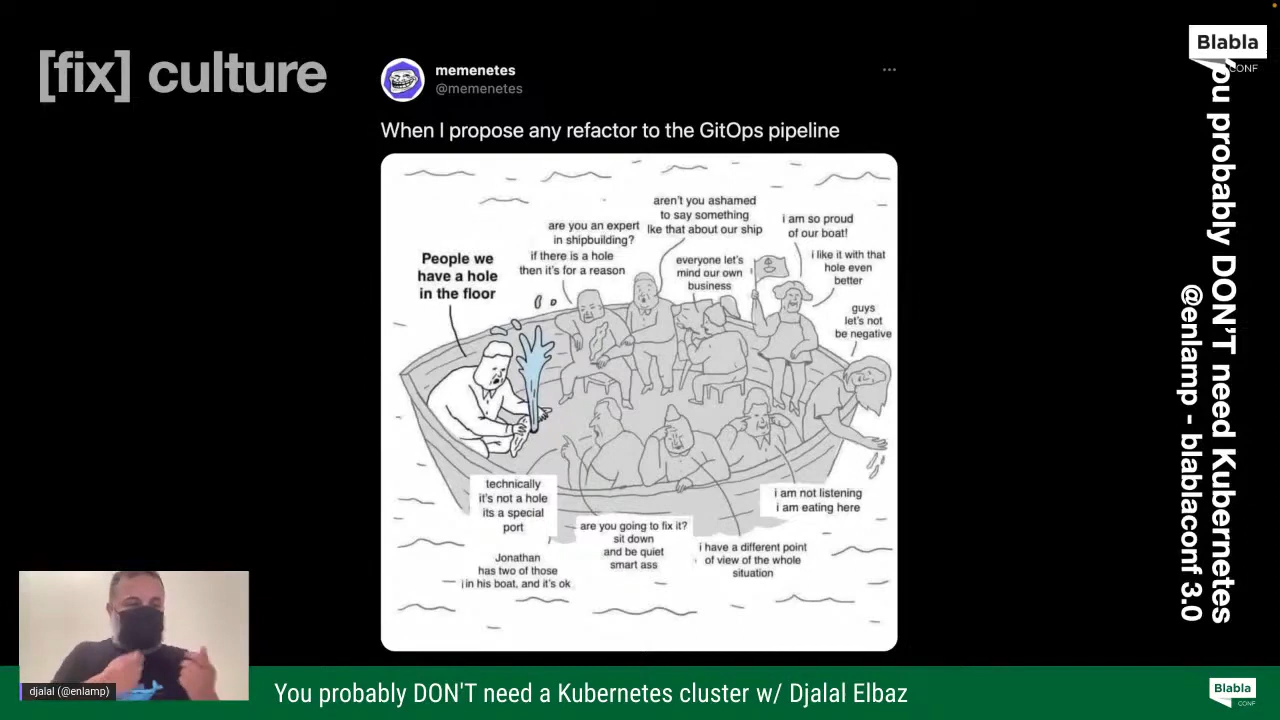 [fix] culture
memenetes
@memenetes
When I propose any refactor to the GitOps pipeline
People we
have a hole
in the floor
are you an expert
in shipbuilding?
if there is a hole
then it's for a reason
aren't you ashamed
to say something
lke that about our ship
everyone let's
mind our own
business
i am so proud
of our boat!
i like it with that
hole even
better
guys
let's not
be negative
technically
it's not a hole
its a special
port
Jonathan
has two of those
in his boat, and it's ok
are you going to fix it?
sit down
and be quiet
smart ass
i have a different point
of view of the whole
situation
i am not listening
i am eating here
Blabla
CONF
ou probably DON'T need Kubernetes
@enlamp - blablaconf 3.0
djalal (@enlamp)
You probably DON'T need a Kubernetes cluster w/ Djalal Elbaz
Blabla
CONF